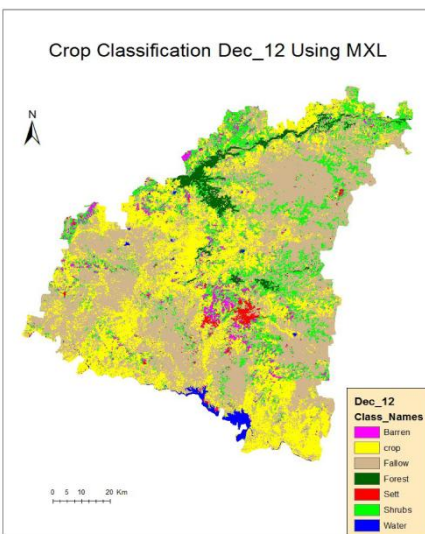 Crop Classification Dec_12 Using MXL
N
Dec_12
Class_Names
Barren
crop
Fallow
Forest
Sett
Shrubs
Water
0 5 10 20 Km